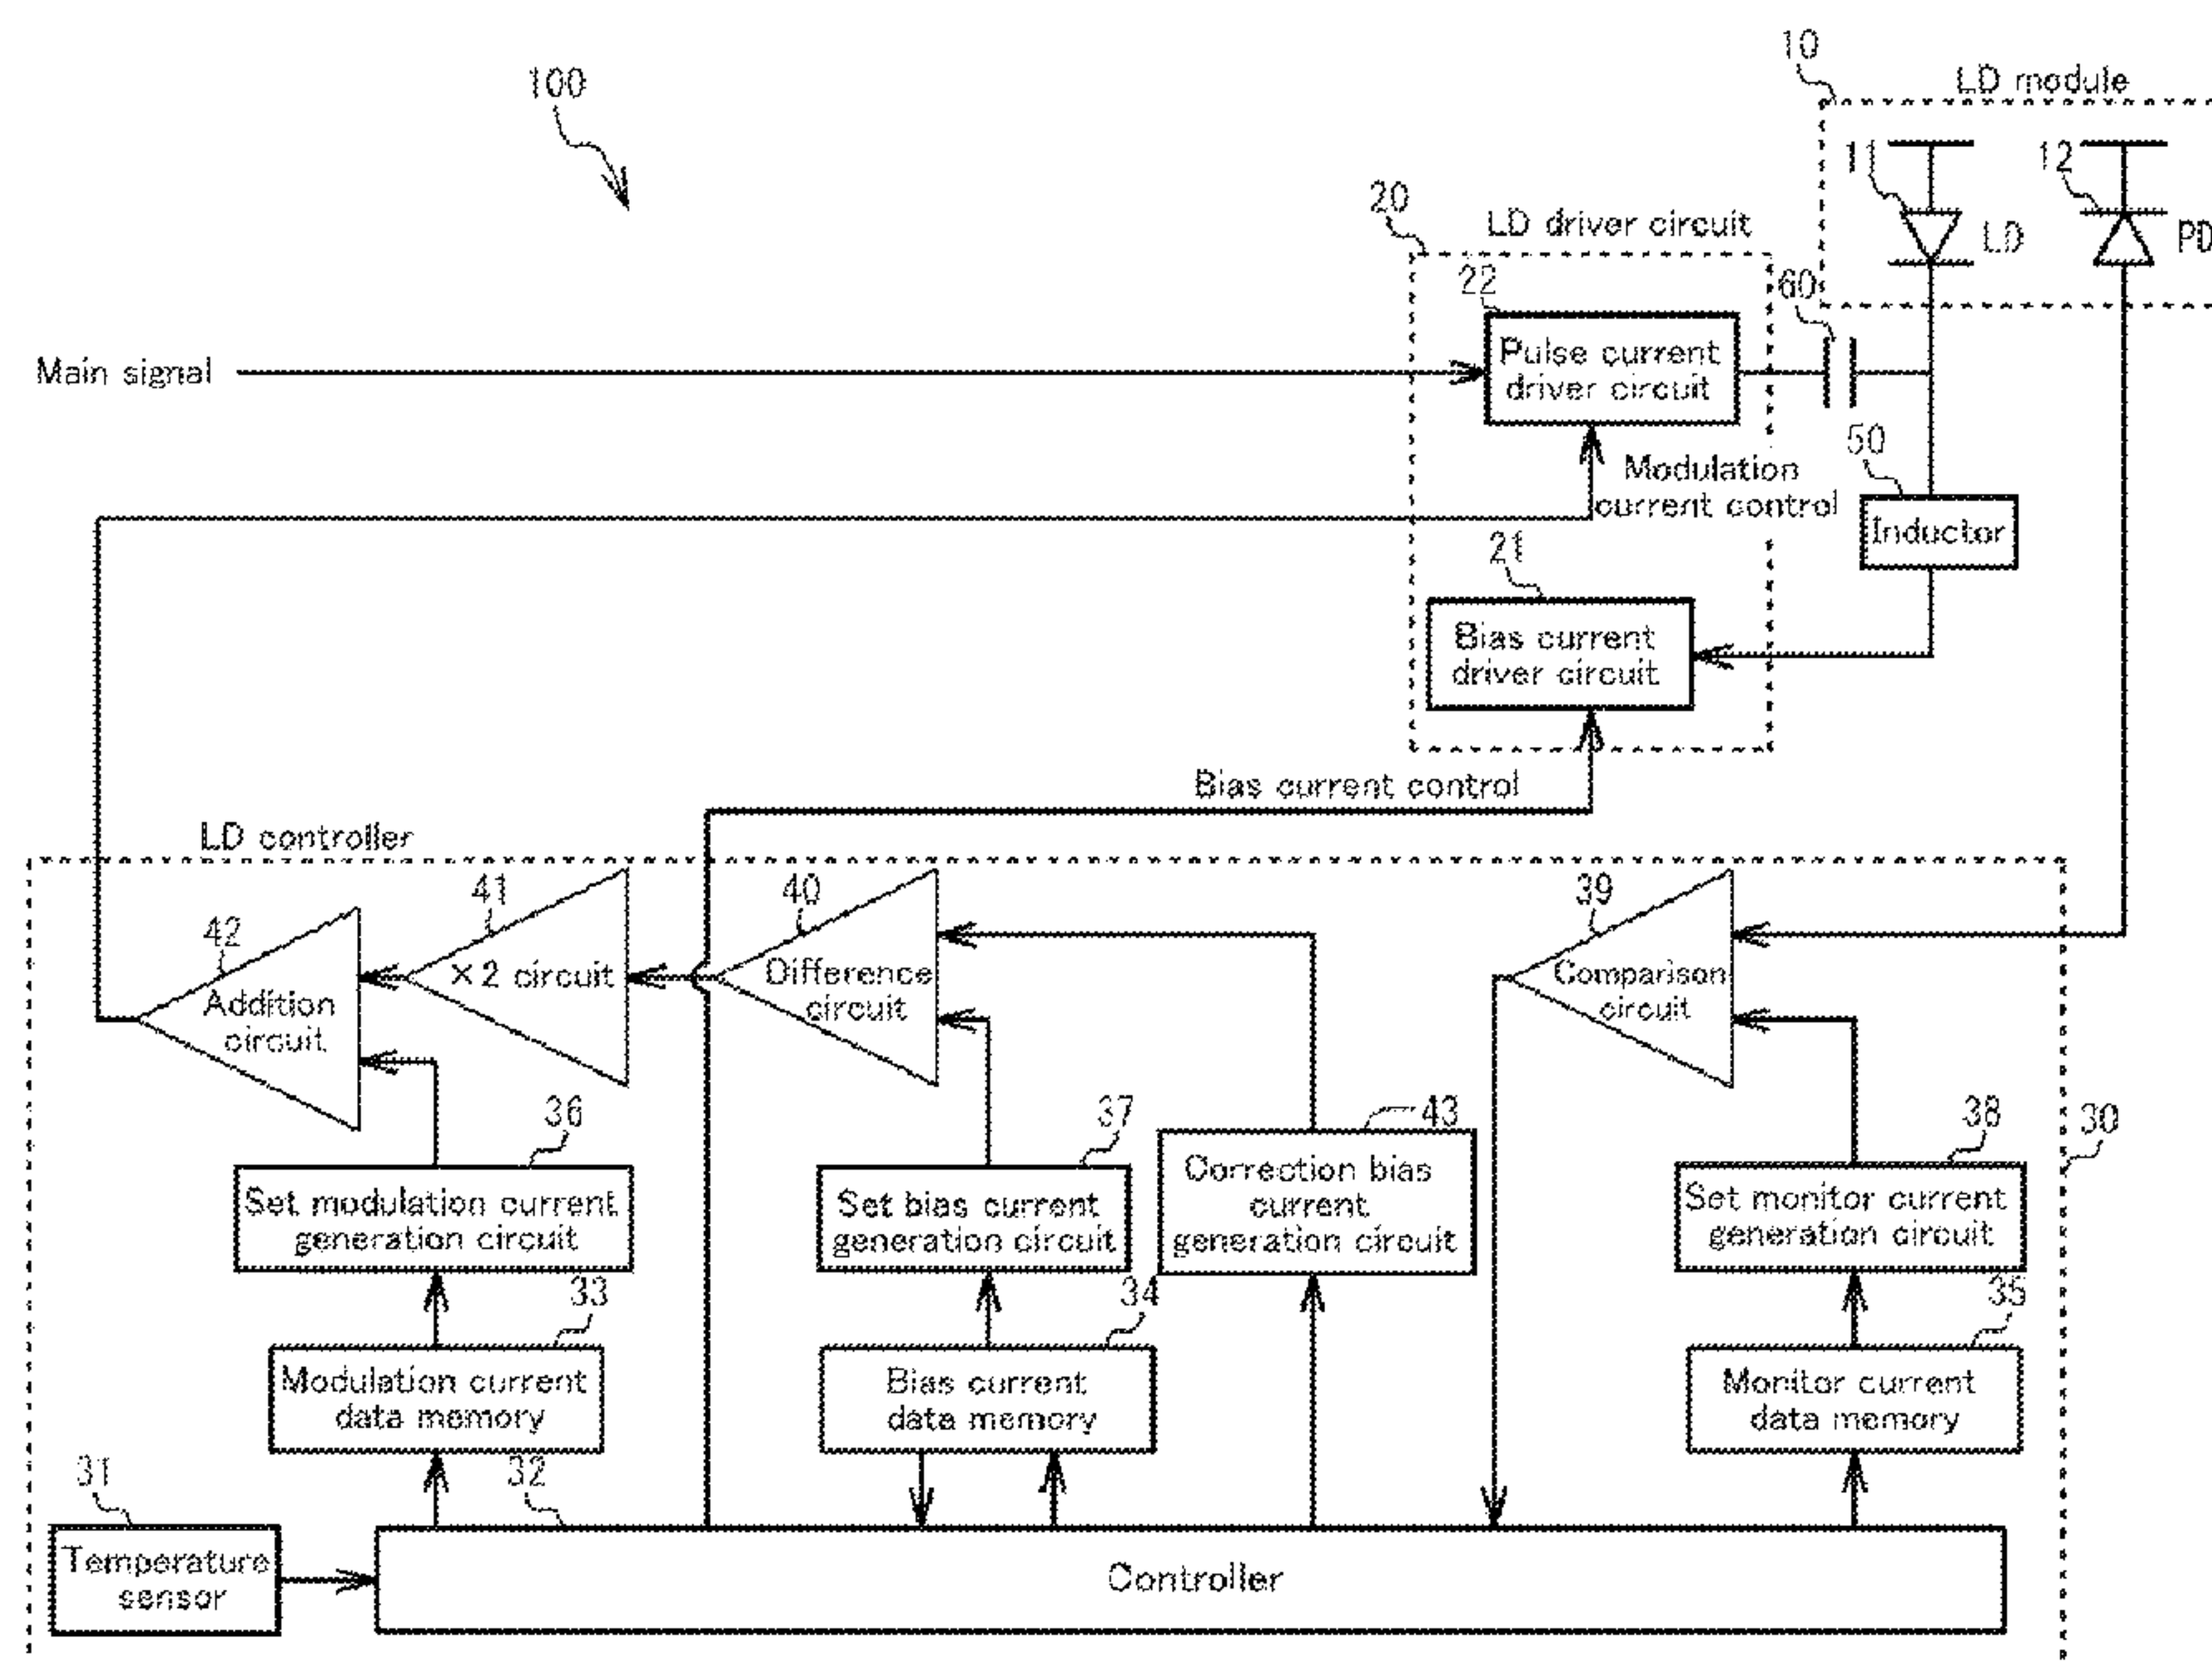 10
LD module
100
11
12
20
LD driver circuit
LD
PD
22
60
Pulse current
driver circuit
Main signal
50
Modulation
current control
Inductor
21
Bias current
driver circuit
Bias current control
LD controller
42
41
40
39
Addition
circuit
×2 circuit
Difference
circuit
Comparison
circuit
36
37
43
38
30
Set modulation current
generation circuit
Set bias current
generation circuit
Correction bias
current
generation circuit
Set monitor current
generation circuit
33
34
35
Modulation current
data memory
Bias current
data memory
Monitor current
data memory
31
32
Temperature
sensor
Controller